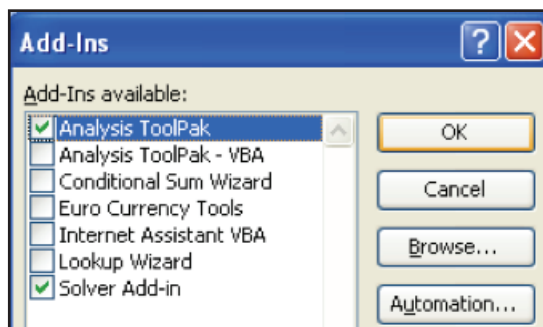 Add-Ins
?
Add-Ins available:
Analysis ToolPak
Analysis ToolPak - VBA
Conditional Sum Wizard
Euro Currency Tools
Internet Assistant VBA
Lookup Wizard
Solver Add-in
OK
Cancel
Browse...
Automation...